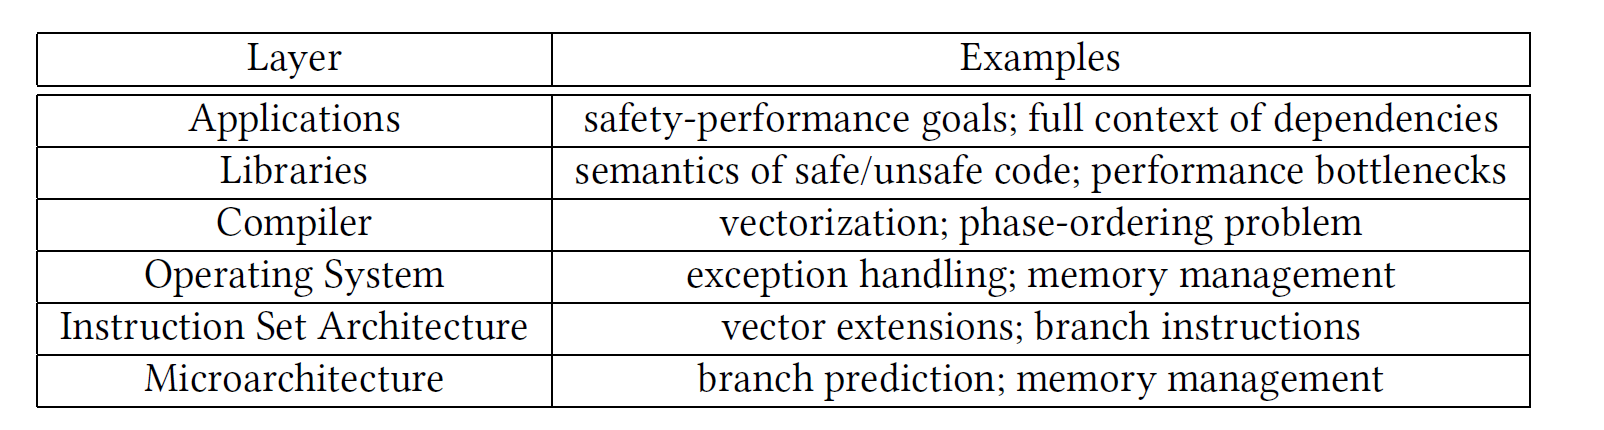 Layer Examples
Applications safety-performance goals; full context of dependencies
Libraries semantics of safe/unsafe code; performance bottlenecks
Compiler vectorization; phase-ordering problem
Operating System exception handling; memory management
Instruction Set Architecture vector extensions; branch instructions
Microarchitecture branch prediction; memory management